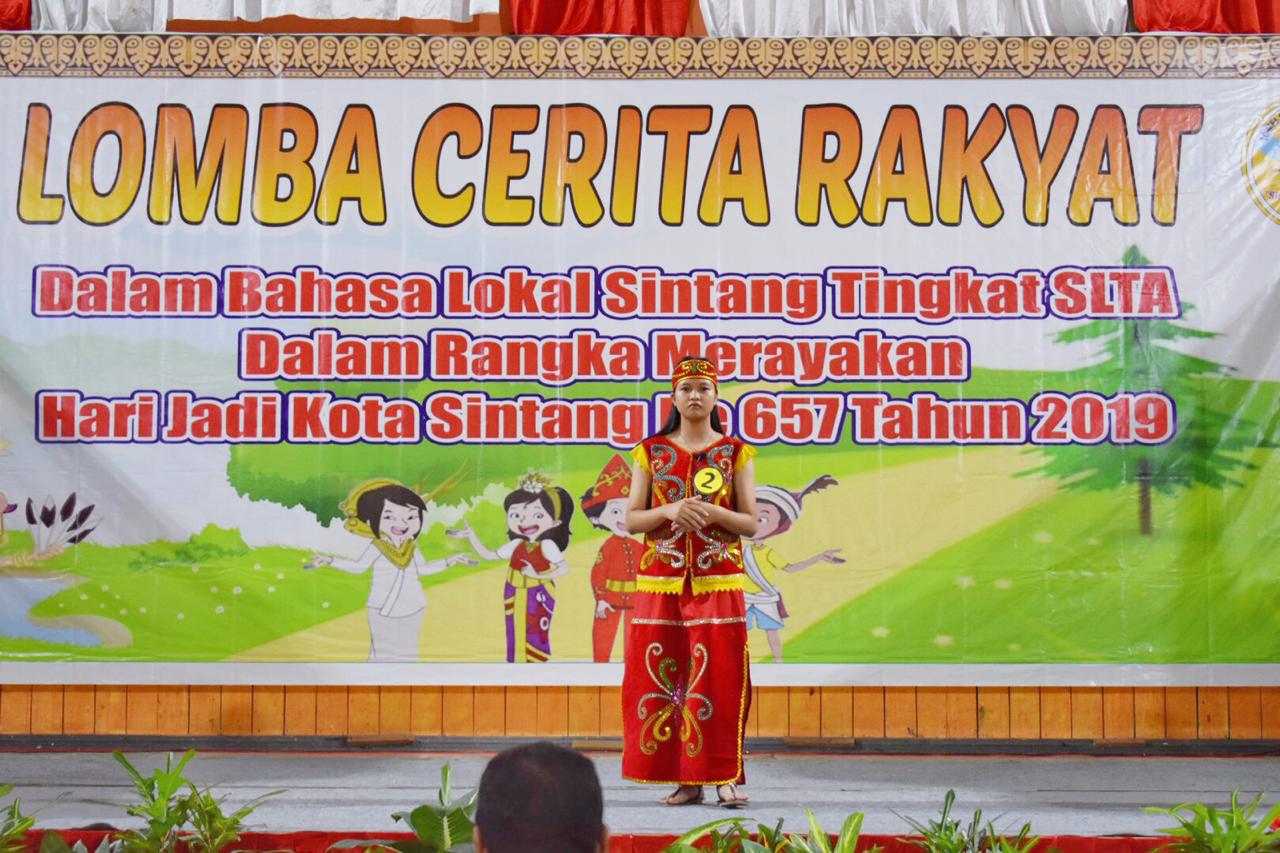 LOMBA CERITA RAKYAT
Dalam Bahasa Lokal Sintang Tingkat SLTA
Dalam Rangka Merayakan
Hari Jadi Kota Sintang 657 Tahun 2019
2